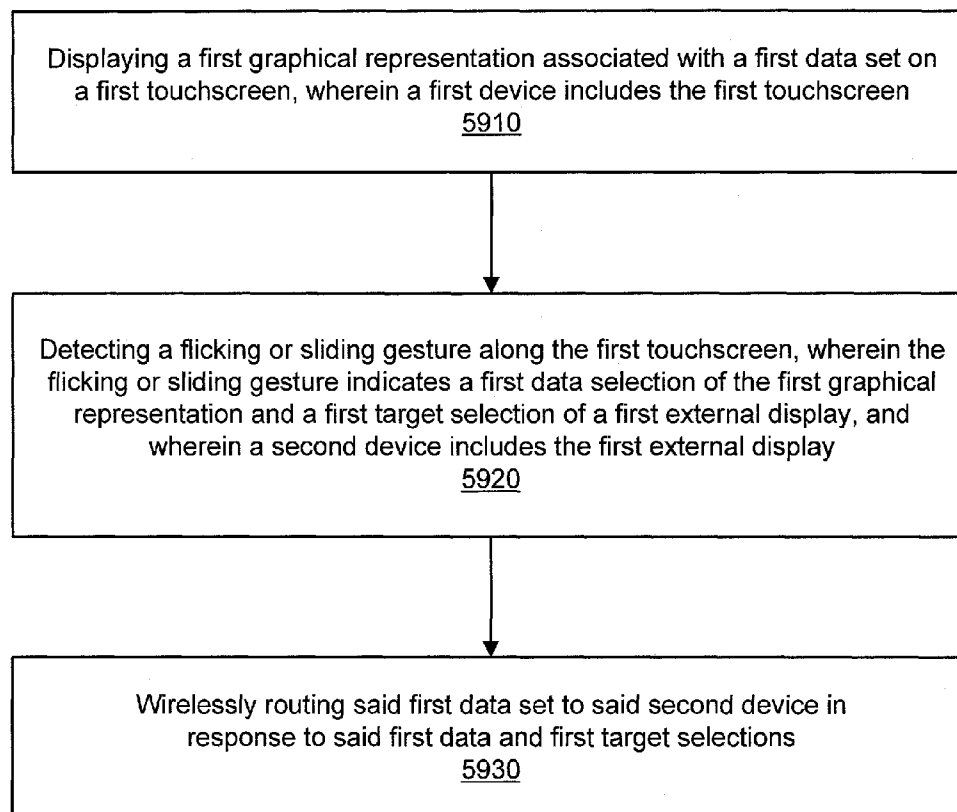 Displaying a first graphical representation associated with a first data set on
a first touchscreen, wherein a first device includes the first touchscreen
5910
Detecting a flicking or sliding gesture along the first touchscreen, wherein the
flicking or sliding gesture indicates a first data selection of the first graphical
representation and a first target selection of a first external display, and
wherein a second device includes the first external display
5920
Wirelessly routing said first data set to said second device in
response to said first data and first target selections
5930